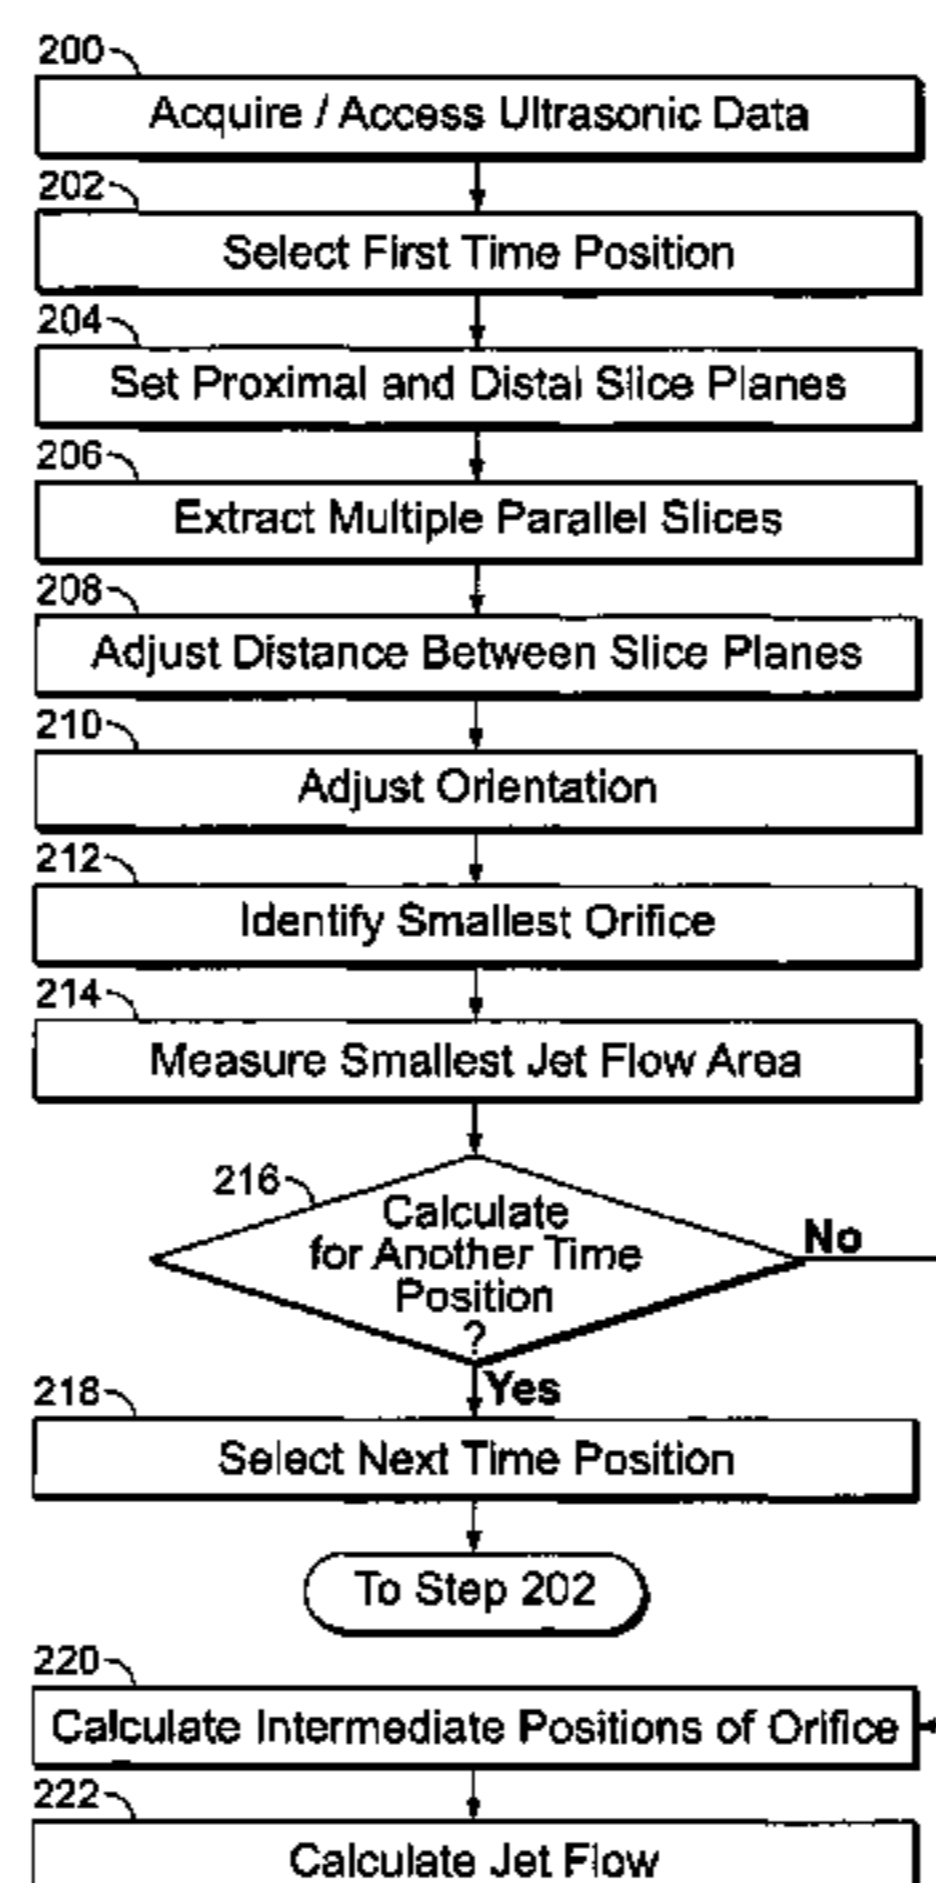 200
Acquire / Access Ultrasonic Data
202
Select First Time Position
204
Set Proximal and Distal Slice Planes
206
Extract Multiple Parallel Slices
208
Adjust Distance Between Slice Planes
210
Adjust Orientation
212
Identify Smallest Orifice
214
Measure Smallest Jet Flow Area
216
Calculate
for Another Time
Position
?
No
Yes
218
Select Next Time Position
To Step 202
220
Calculate Intermediate Positions of Orifice
222
Calculate Jet Flow